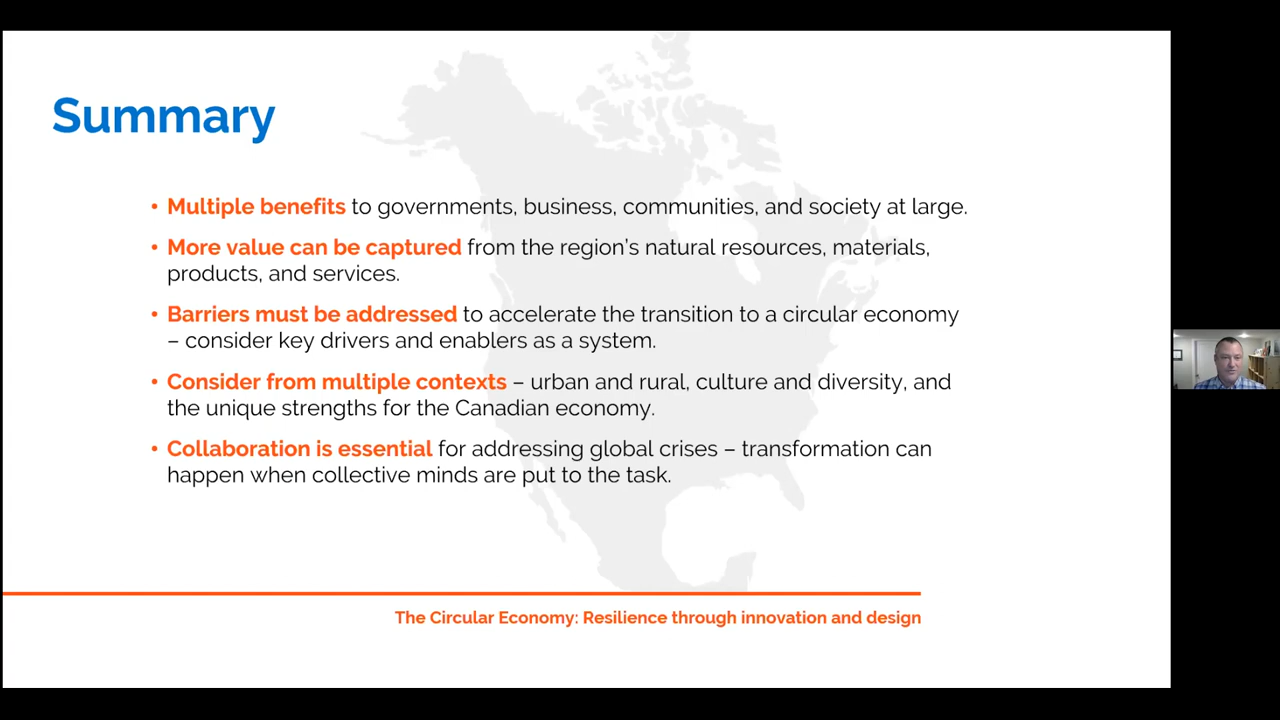 Summary
• Multiple benefits to governments, business, communities, and society at large.
• More value can be captured from the region’s natural resources, materials,
products, and services.
• Barriers must be addressed to accelerate the transition to a circular economy
– consider key drivers and enablers as a system.
• Consider from multiple contexts – urban and rural, culture and diversity, and
the unique strengths for the Canadian economy.
• Collaboration is essential for addressing global crises – transformation can
happen when collective minds are put to the task.
The Circular Economy: Resilience through innovation and design